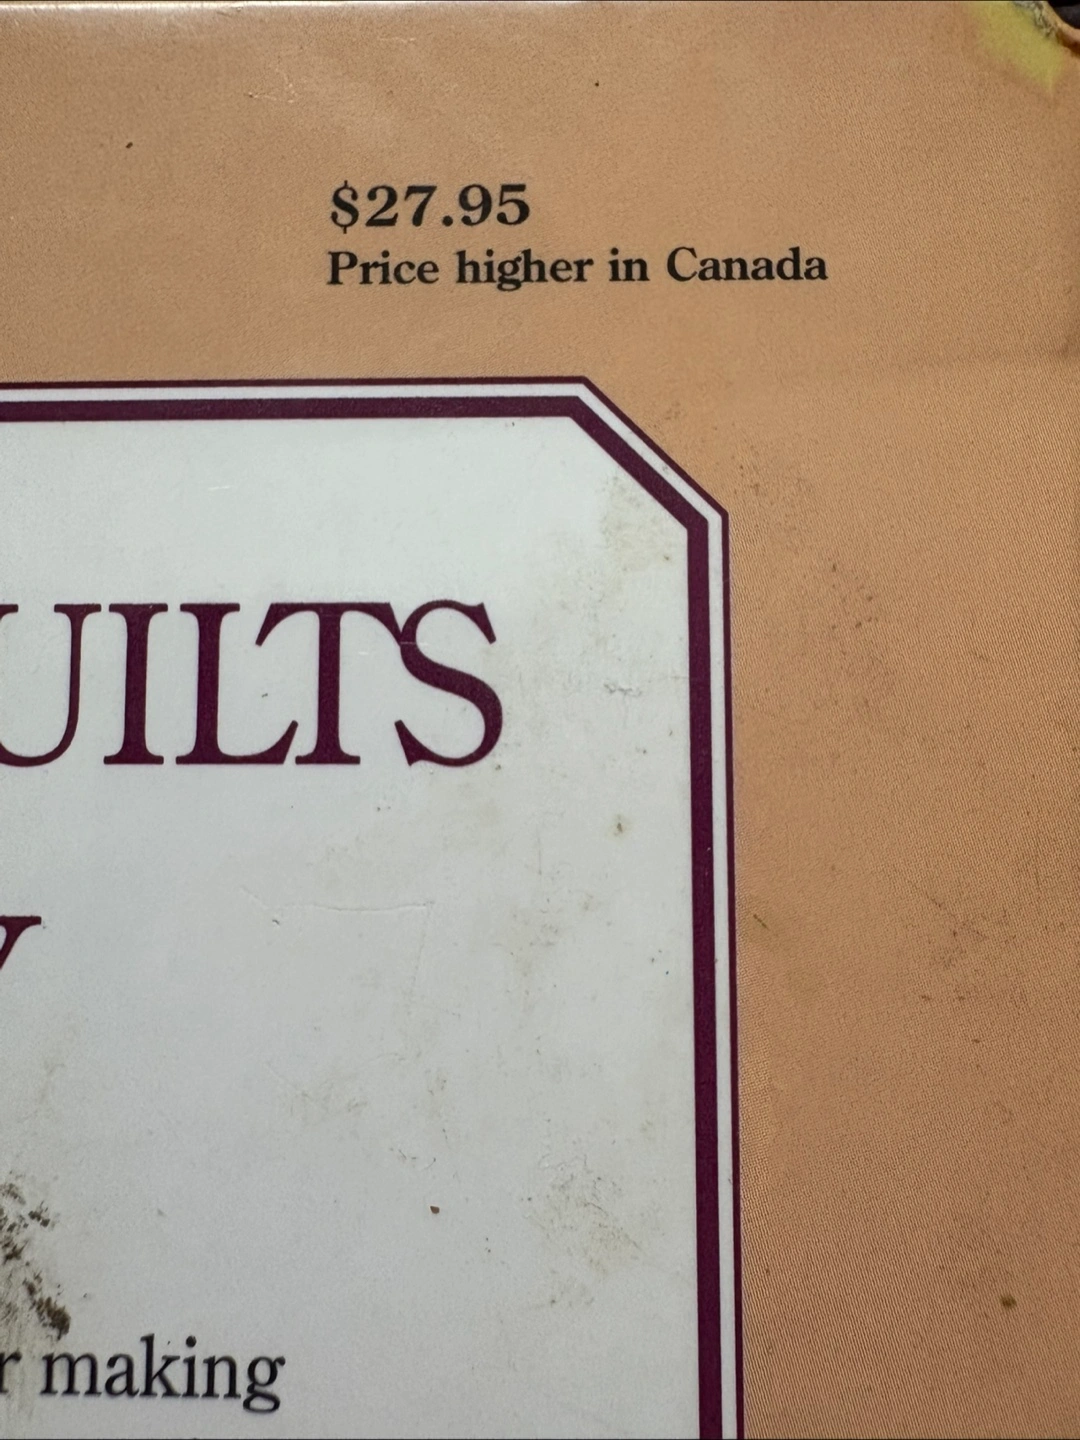 $27.95
Price higher in Canada
UILTS
Y
r making